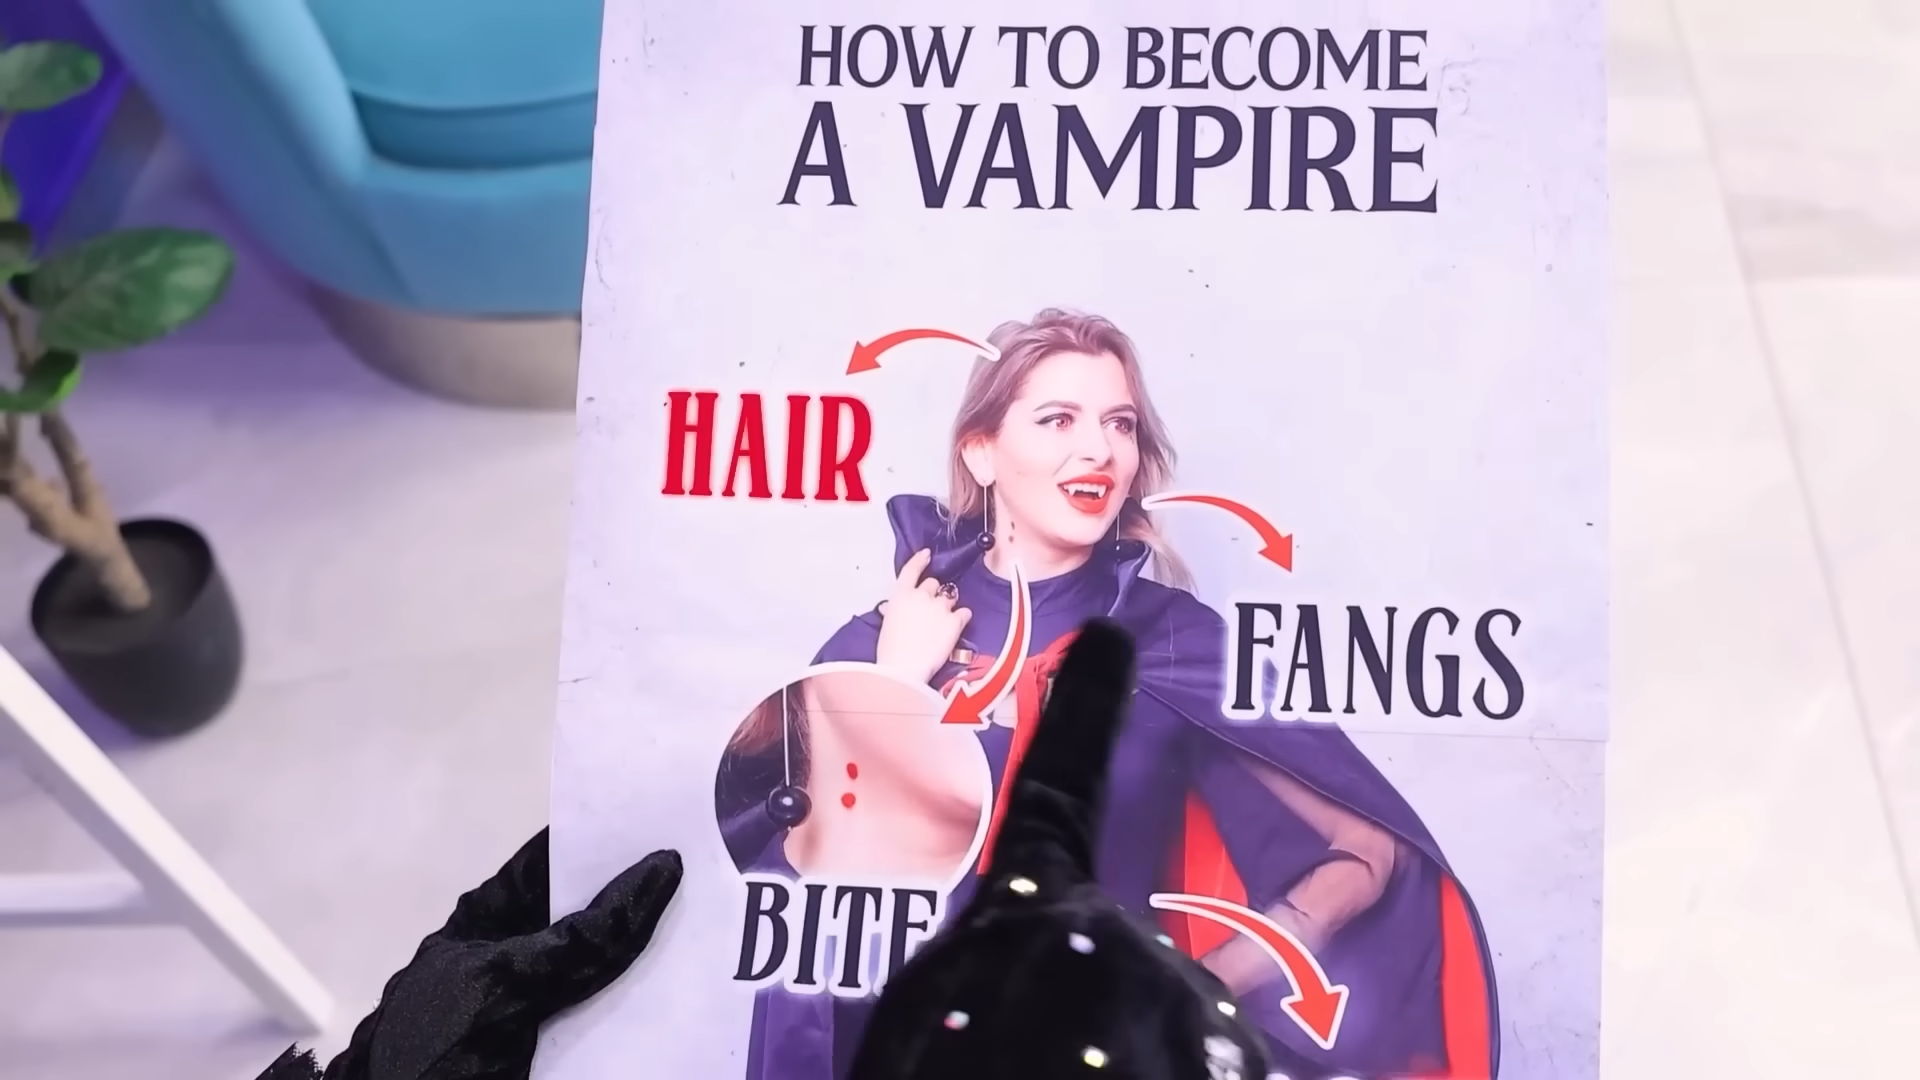 HOW TO BECOME
A VAMPIRE
HAIR
FANGS
BITE